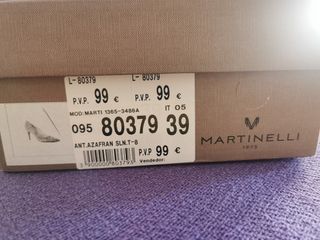 L-80379 L-80379
P.V.P. 99 € P.V.P. 99 €
MOD:MARTI 1365-3486A IT 05
095 80379 39
ANT.AZAFRAN SLN.T-8
P.V.P 99 €
Vendedor:
MARTINELLI
1975